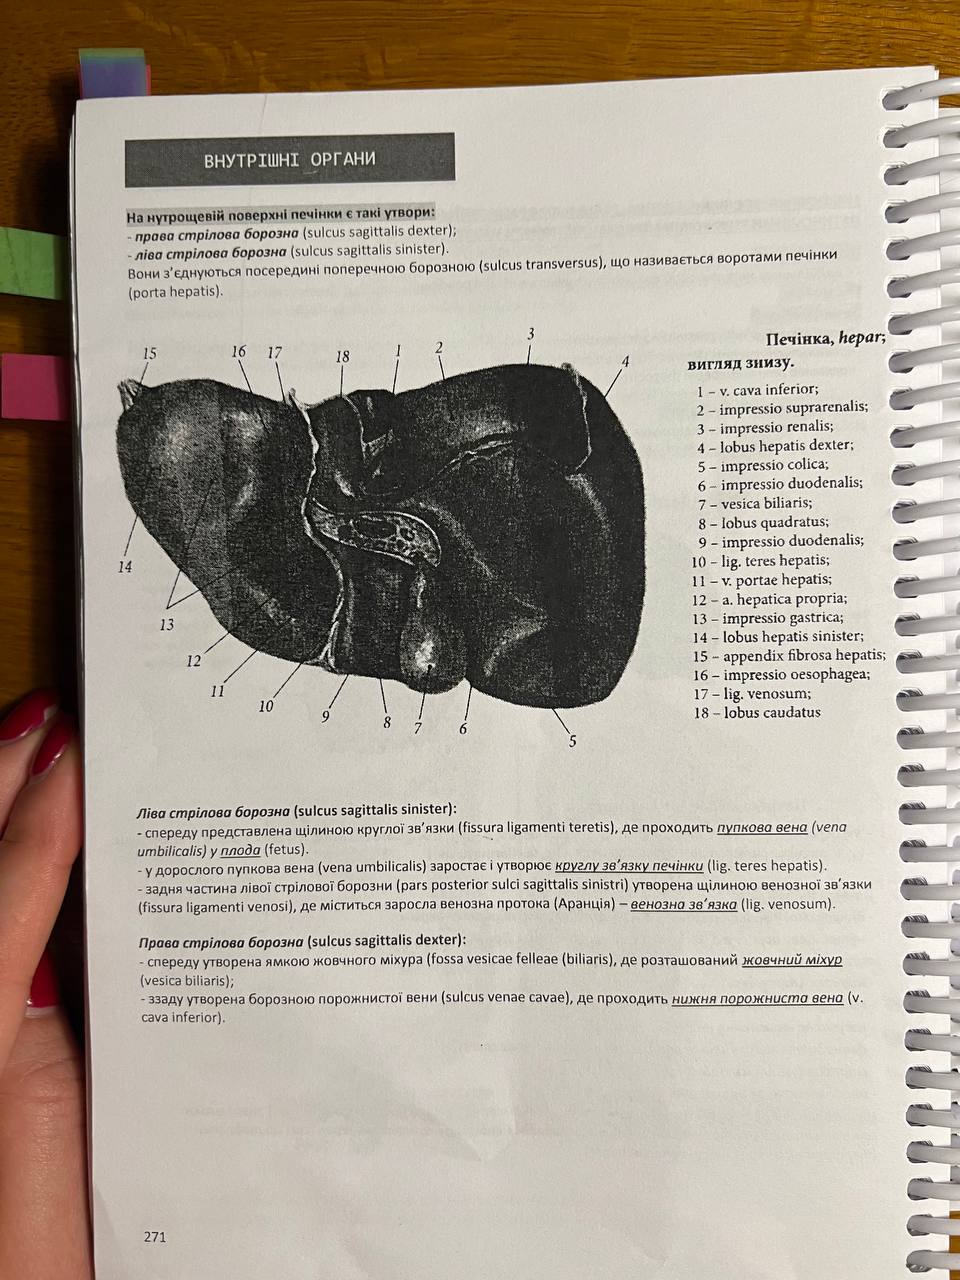 ВНУТРІШНІ ОРГАНИ
На нутрощевій поверхні печінки є такі утвори:
- права стрілова борозна (sulcus sagittalis dexter);
- ліва стрілова борозна (sulcus sagittalis sinister).
Вони з’єднуються посередині поперечною борозною (sulcus transversus), що називається воротами печінки
(porta hepatis).
15 16 17 18 1 2 3 4
14
13
12
11
10
9
8
7
6
5
Печінка, hepar;
вигляд знизу.
1 – v. cava inferior;
2 – impressio suprarenalis;
3 – impressio renalis;
4 – lobus hepatis dexter;
5 – impressio colica;
6 – impressio duodenalis;
7 – vesica biliaris;
8 – lobus quadratus;
9 – impressio duodenalis;
10 – lig. teres hepatis;
11 – v. portae hepatis;
12 – a. hepatica propria;
13 – impressio gastrica;
14 – lobus hepatis sinister;
15 – appendix fibrosa hepatis;
16 – impressio oesophagea;
17 – lig. venosum;
18 – lobus caudatus
Ліва стрілова борозна (sulcus sagittalis sinister):
- спереду представлена щілиною круглої зв’язки (fissura ligamenti teretis), де проходить пупкова вена (vena
umbilicalis) у плода (fetus).
- у дорослого пупкова вена (vena umbilicalis) заростає і утворює круглу зв’язку печінки (lig. teres hepatis).
- задня частина лівої стрілової борозни (pars posterior sulci sagittalis sinistri) утворена щілиною венозної зв’язки
(fissura ligamenti venosi), де міститься заросла венозна протока (Аранція) – венозна зв’язка (lig. venosum).
Права стрілова борозна (sulcus sagittalis dexter):
- спереду утворена ямкою жовчного міхура (fossa vesicae felleae (biliaris), де розташований жовчний міхур
(vesica biliaris);
- ззаду утворена борозною порожнистої вени (sulcus venae cavae), де проходить нижня порожниста вена (v.
cava inferior).
271